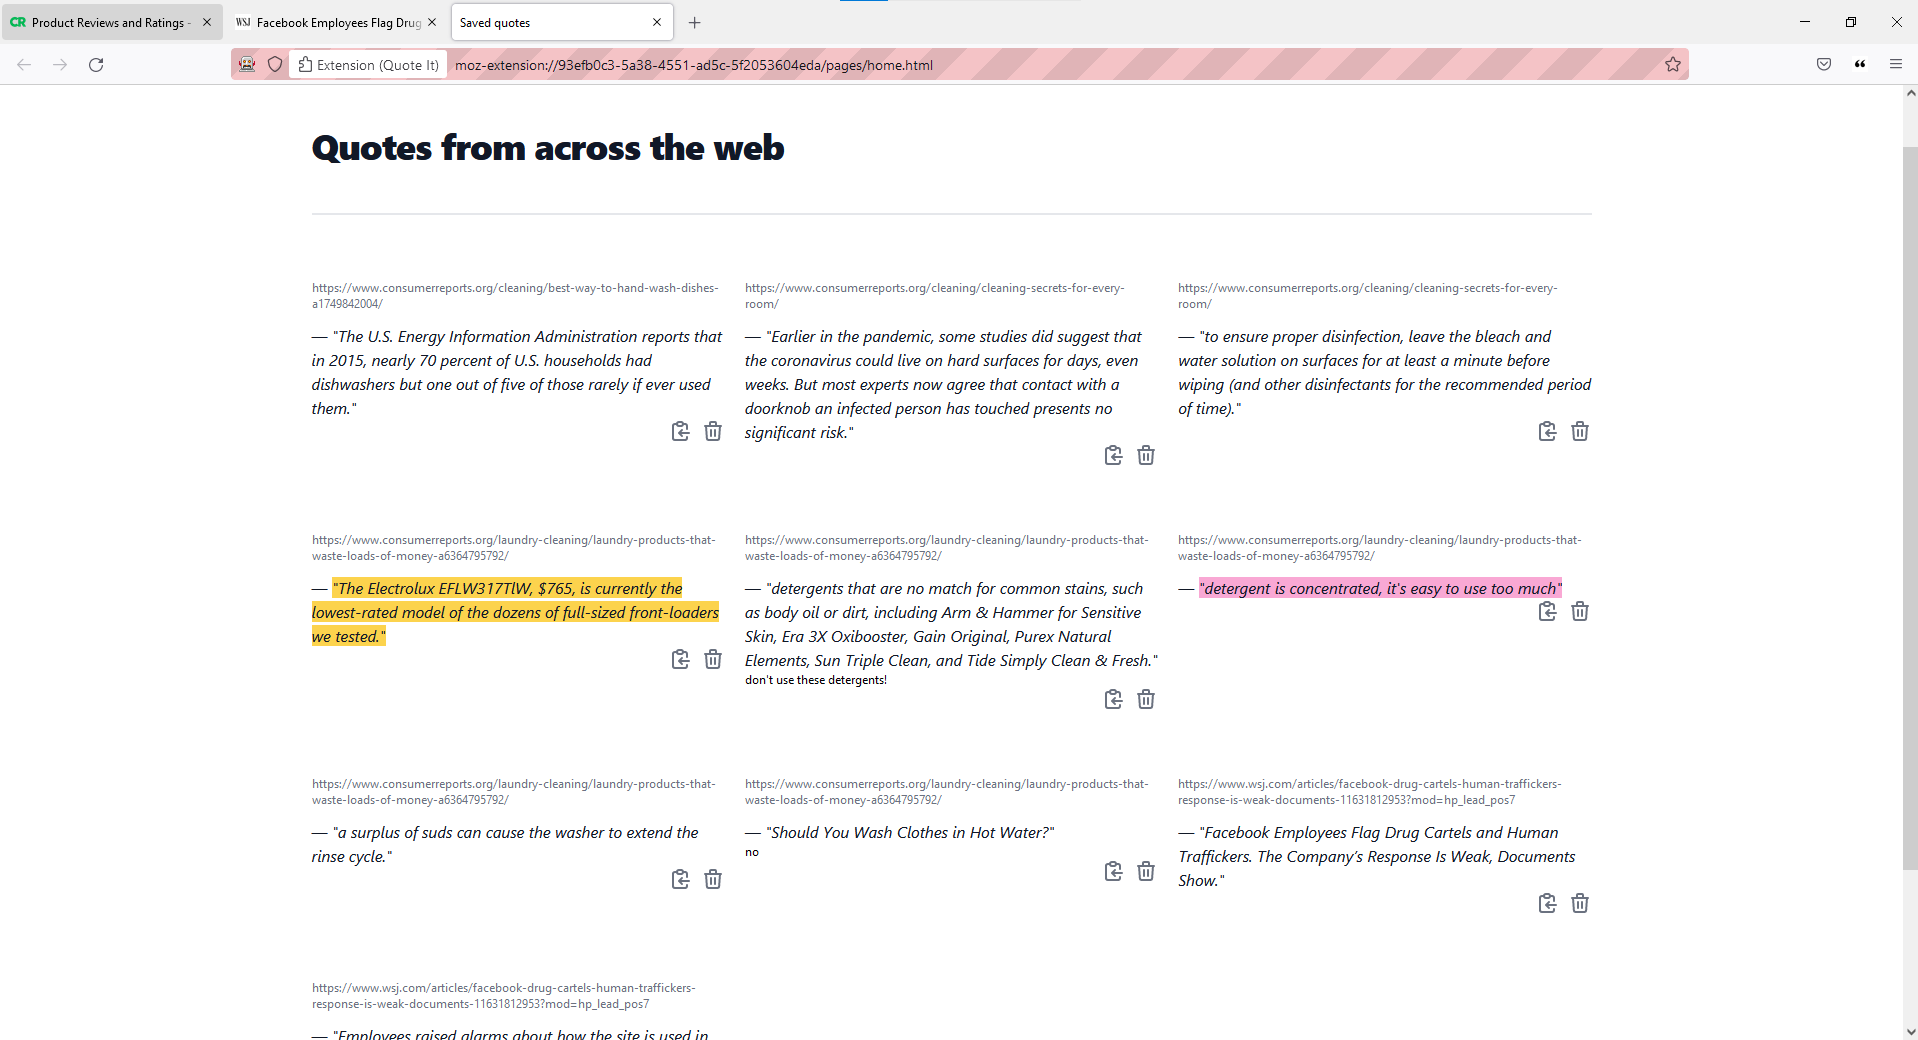 Product Reviews and Ratings -
WSJ Facebook Employees Flag Drug
Saved quotes
Extension (Quote It)
moz-extension://93efb0c3-5a38-4551-ad5c-5f2053604eda/pages/home.html
Quotes from across the web
https://www.consumerreports.org/cleaning/best-way-to-hand-wash-dishes-
a1749842004/
— "The U.S. Energy Information Administration reports that
in 2015, nearly 70 percent of U.S. households had
dishwashers but one out of five of those rarely if ever used
them."
https://www.consumerreports.org/cleaning/cleaning-secrets-for-every-
room/
— "Earlier in the pandemic, some studies did suggest that
the coronavirus could live on hard surfaces for days, even
weeks. But most experts now agree that contact with a
doorknob an infected person has touched presents no
significant risk."
https://www.consumerreports.org/cleaning/cleaning-secrets-for-every-
room/
— "to ensure proper disinfection, leave the bleach and
water solution on surfaces for at least a minute before
wiping (and other disinfectants for the recommended period
of time)."
https://www.consumerreports.org/laundry-cleaning/laundry-products-that-
waste-loads-of-money-a6364795792/
— "The Electrolux EFLW317TlW, $765, is currently the
lowest-rated model of the dozens of full-sized front-loaders
we tested."
https://www.consumerreports.org/laundry-cleaning/laundry-products-that-
waste-loads-of-money-a6364795792/
— "detergents that are no match for common stains, such
as body oil or dirt, including Arm & Hammer for Sensitive
Skin, Era 3X Oxibooster, Gain Original, Purex Natural
Elements, Sun Triple Clean, and Tide Simply Clean & Fresh."
don't use these detergents!
https://www.consumerreports.org/laundry-cleaning/laundry-products-that-
waste-loads-of-money-a6364795792/
— "detergent is concentrated, it's easy to use too much"
https://www.consumerreports.org/laundry-cleaning/laundry-products-that-
waste-loads-of-money-a6364795792/
— "a surplus of suds can cause the washer to extend the
rinse cycle."
https://www.consumerreports.org/laundry-cleaning/laundry-products-that-
waste-loads-of-money-a6364795792/
— "Should You Wash Clothes in Hot Water?"
no
https://www.wsj.com/articles/facebook-drug-cartels-human-traffickers-
response-is-weak-documents-11631812953?mod=hp_lead_pos7
— "Facebook Employees Flag Drug Cartels and Human
Traffickers. The Company’s Response Is Weak, Documents
Show."
https://www.wsj.com/articles/facebook-drug-cartels-human-traffickers-
response-is-weak-documents-11631812953?mod=hp_lead_pos7
— "Employees raised alarms about how the site is used in